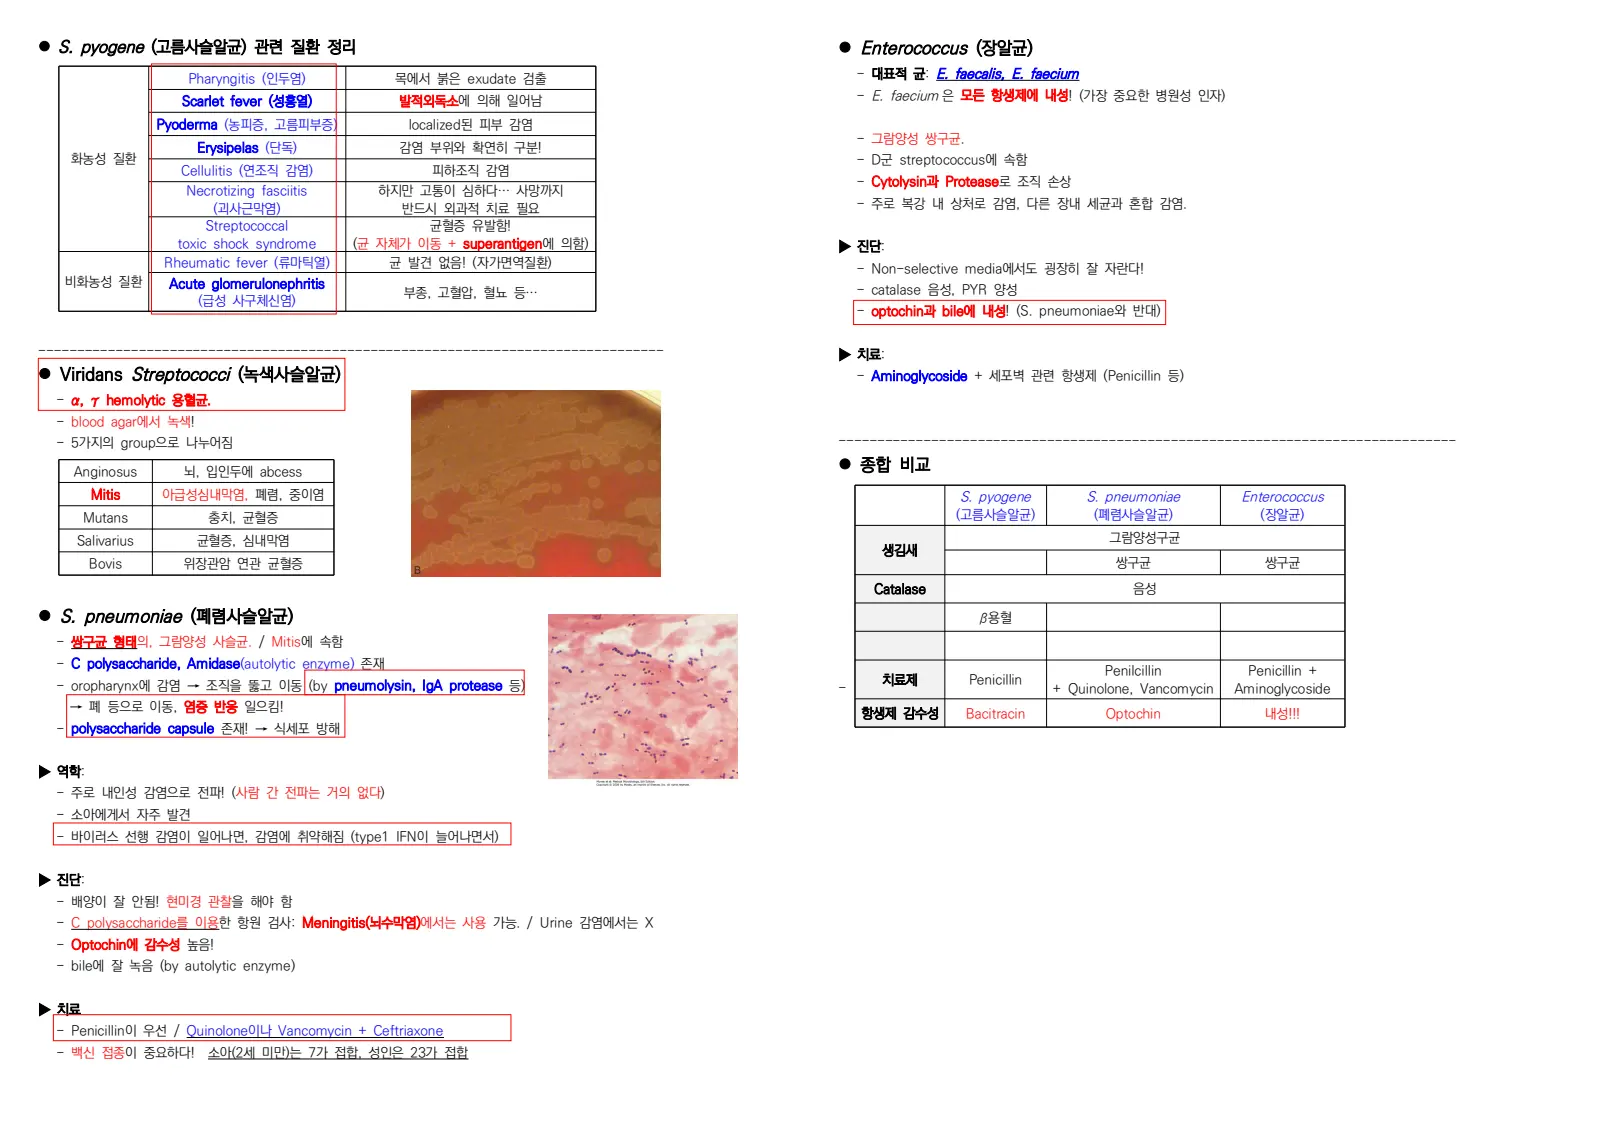 ● S. pyogene (고름사슬알균) 관련 질환 정리
화농성 질환
Pharyngitis (인두염) 목에서 붉은 exudate 검출
Scarlet fever (성홍열) 발적외독소에 의해 일어남
Pyoderma (농피증, 고름피부증) localized된 피부 감염
Erysipelas (단독) 감염 부위와 확연히 구분!
Cellulitis (연조직 감염) 피하조직 감염
Necrotizing fasciitis
(괴사근막염)
하지만 고통이 심하다… 사망까지
반드시 외과적 치료 필요
Streptococcal
toxic shock syndrome
균혈증 유발함!
(균 자체가 이동 + superantigen에 의함)
비화농성 질환
Rheumatic fever (류마틱열) 균 발견 없음! (자가면역질환)
Acute glomerulonephritis
(급성 사구체신염)
부종, 고혈압, 혈뇨 등…
● Viridans Streptococci (녹색사슬알균)
- α, γ hemolytic 용혈균.
- blood agar에서 녹색!
- 5가지의 group으로 나누어짐
Anginosus 뇌, 입인두에 abcess
Mitis 아급성심내막염, 폐렴, 중이염
Mutans 충치, 균혈증
Salivarius 균혈증, 심내막염
Bovis 위장관암 연관 균혈증
B
● S. pneumoniae (폐렴사슬알균)
- 쌍구균 형태의, 그람양성 사슬균. / Mitis에 속함
- C polysaccharide, Amidase(autolytic enzyme) 존재
- oropharynx에 감염 → 조직을 뚫고 이동 (by pneumolysin, IgA protease 등)
→ 폐 등으로 이동, 염증 반응 일으킴!
- polysaccharide capsule 존재! → 식세포 방해
▶ 역학:
- 주로 내인성 감염으로 전파! (사람 간 전파는 거의 없다)
- 소아에게서 자주 발견
- 바이러스 선행 감염이 일어나면, 감염에 취약해짐 (type1 IFN이 늘어나면서)
▶ 진단:
- 배양이 잘 안됨! 현미경 관찰을 해야 함
- C polysaccharide를 이용한 항원 검사: Meningitis(뇌수막염)에서는 사용 가능. / Urine 감염에서는 X
- Optochin에 감수성 높음!
- bile에 잘 녹음 (by autolytic enzyme)
▶ 치료
- Penicillin이 우선 / Quinolone이나 Vancomycin + Ceftriaxone
- 백신 접종이 중요하다! 소아(2세 미만)는 7가 접합, 성인은 23가 접합
● Enterococcus (장알균)
- 대표적 균: E. faecalis, E. faecium
- E. faecium은 모든 항생제에 내성! (가장 중요한 병원성 인자)
- 그람양성 쌍구균.
- D군 streptococcus에 속함
- Cytolysin과 Protease로 조직 손상
- 주로 복강 내 상처로 감염, 다른 장내 세균과 혼합 감염.
▶ 진단:
- Non-selective media에서도 굉장히 잘 자란다!
- catalase 음성, PYR 양성
- optochin과 bile에 내성! (S. pneumoniae와 반대)
▶ 치료:
- Aminoglycoside + 세포벽 관련 항생제 (Penicillin 등)
● 종합 비교
S. pyogene S. pneumoniae Enterococcus
(고름사슬알균) (폐렴사슬알균) (장알균)
생김새
그람양성구균
쌍구균 쌍구균
Catalase 음성
β용혈
-
치료제
Penicillin
Penilcillin
+ Quinolone, Vancomycin
Penicillin +
Aminoglycoside
항생제 감수성 Bacitracin Optochin 내성!!!